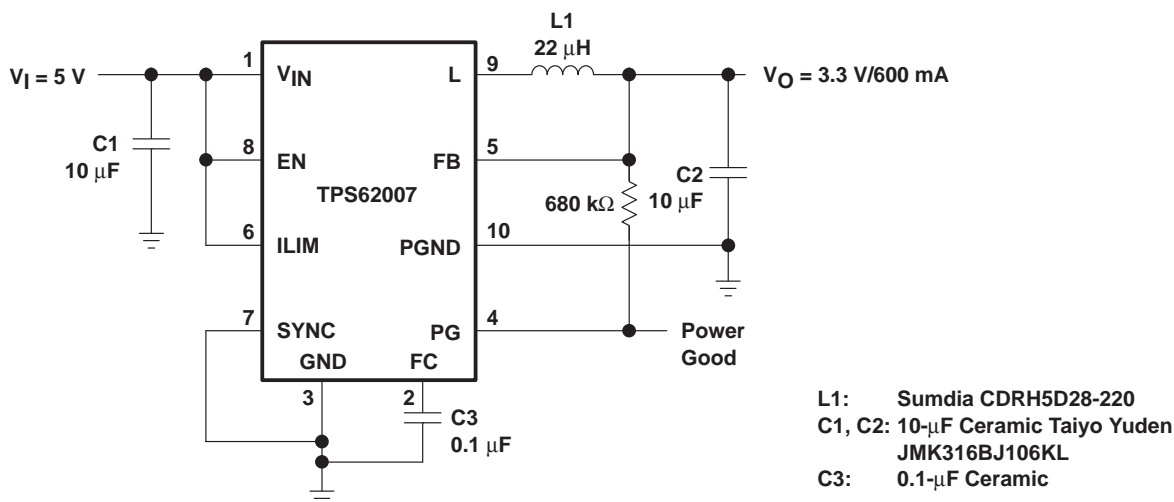 L1
22 μH
VI = 5 V
1
VIN
L
9
VO = 3.3 V/600 mA
C1
10 μF
8
EN
FB
5
TPS62007
680 kΩ
C2
10 μF
6
ILIM
PGND
10
7
SYNC
PG
4
Power
Good
GND
FC
3
2
C3
0.1 μF
L1: Sumdia CDRH5D28-220
C1, C2: 10-μF Ceramic Taiyo Yuden
JMK316BJ106KL
C3: 0.1-μF Ceramic